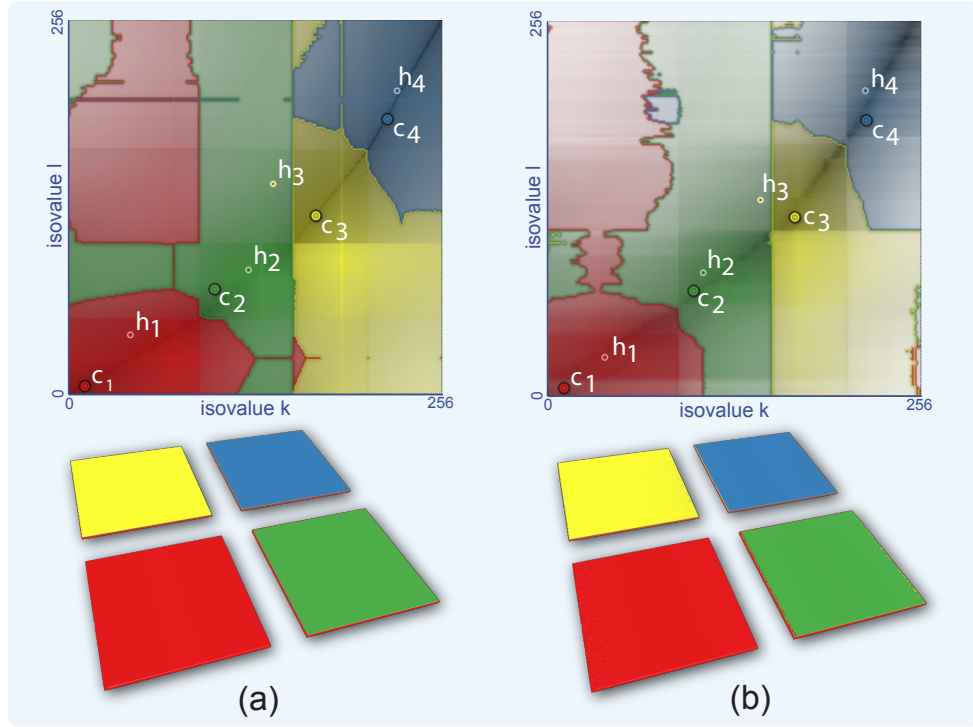 256
isovalue l
h4
c4
h3
c3
h2
c2
h1
c1
0
0
isovalue k
256
256
isovalue l
h4
c4
h3
c3
h2
c2
h1
c1
0
0
isovalue k
256
(a)
(b)